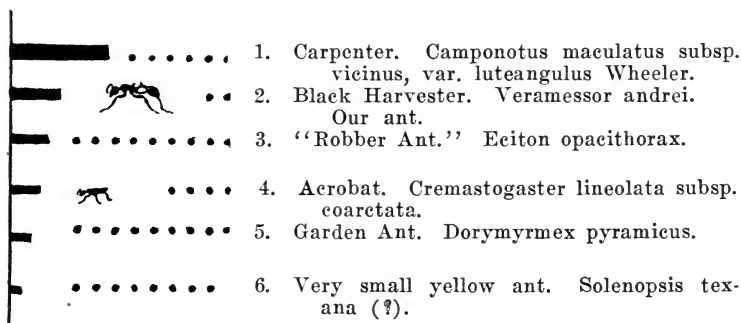 1. Carpenter. Camponotus maculatus subsp.
vicinus, var. luteangulus Wheeler.
2. Black Harvester. Veramessor andrei.
Our ant.
3. ‘‘Robber Ant.’’ Eciton opacithorax.
4. Acrobat. Cremastogaster lineolata subsp.
coarctata.
5. Garden Ant. Dorymyrmex pyramicus.
6. Very small yellow ant. Solenopsis tex-
ana (?).